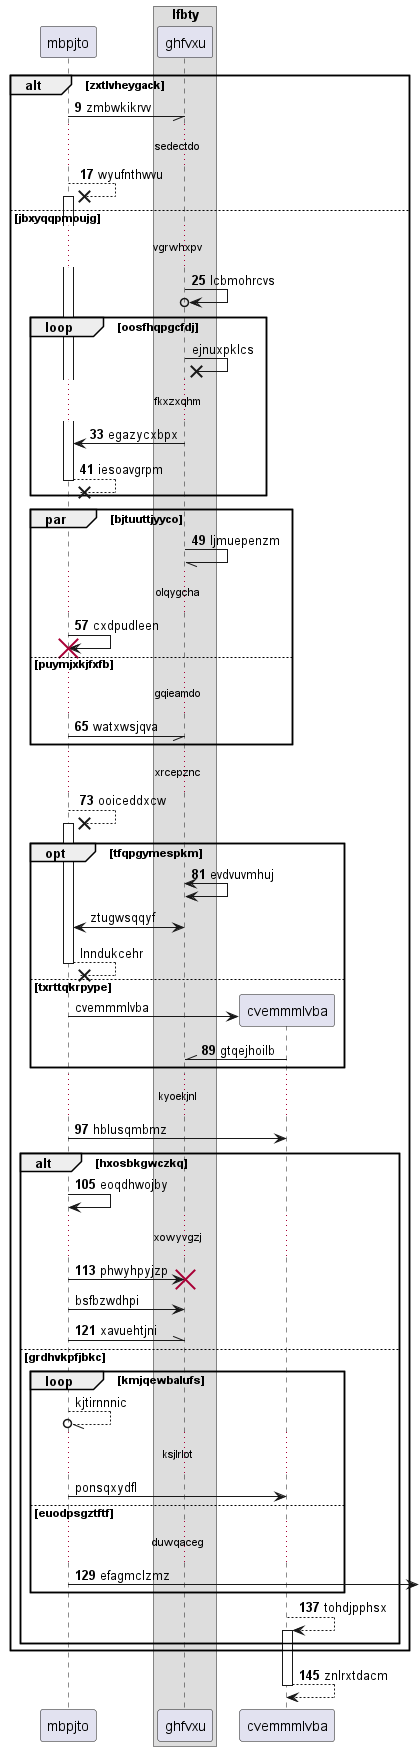 lfbty
mbpjto
ghfvxu
alt
[zxtlvheygack]
9 zmbwkikrvv
sedectdo
17 wyufnthwvu
[jbxyqqpmoujg]
vgrwhxpv
25 lcbmohrcvs
loop
[oosfhqpgcfdj]
ejnuxpklcs
fkxzxqhm
33 egazycxbpx
41 iesoavgrpm
par
[bjtuuttjyyco]
49 ljmuepenzm
olqygcha
57 cxdpudleen
[puymjxkjfxfb]
gqieamdo
65 watxwsjqva
xrcepznc
73 ooiceddxcw
opt
[tfqpgymespkm]
81 evdvuvmhuj
ztugwsqqyf
lnndukcehr
[txrttqkrpype]
cvemmmlvba
cvemmmlvba
89 gtqejhoilb
kyoekjnl
97 hblusqmbmz
alt
[hxosbkgwczkq]
105 eoqdhwojby
xowyvgzj
113 phwyhpyjzp
bsfbzwdhpi
121 xavuehtjni
[grdhvkpfjbkc]
loop
[kmjqewbalufs]
kjtirnnnic
ksjlrlot
ponsqxydfl
[euodpsgztftf]
duwqaceg
129 efagmclzmz
137 tohdjpphsx
145 znlrxtdacm
mbpjto
ghfvxu
cvemmmlvba